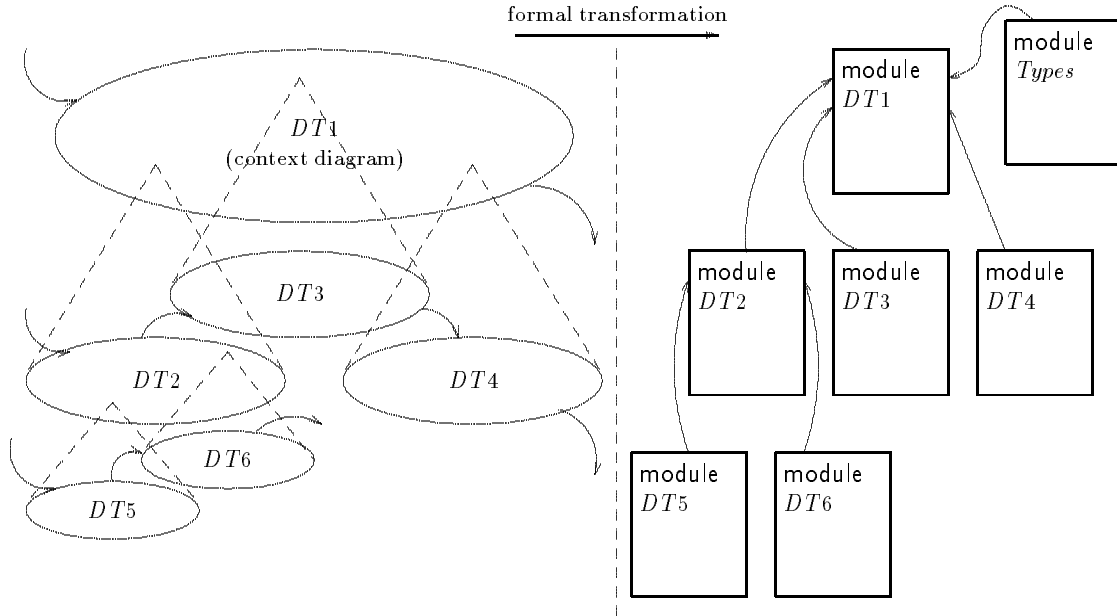 formal transformation
DT1
(context diagram)
DT3
DT2
DT4
DT6
DT5
module
Types
module
DT1
module
DT2
module
DT3
module
DT4
module
DT5
module
DT6